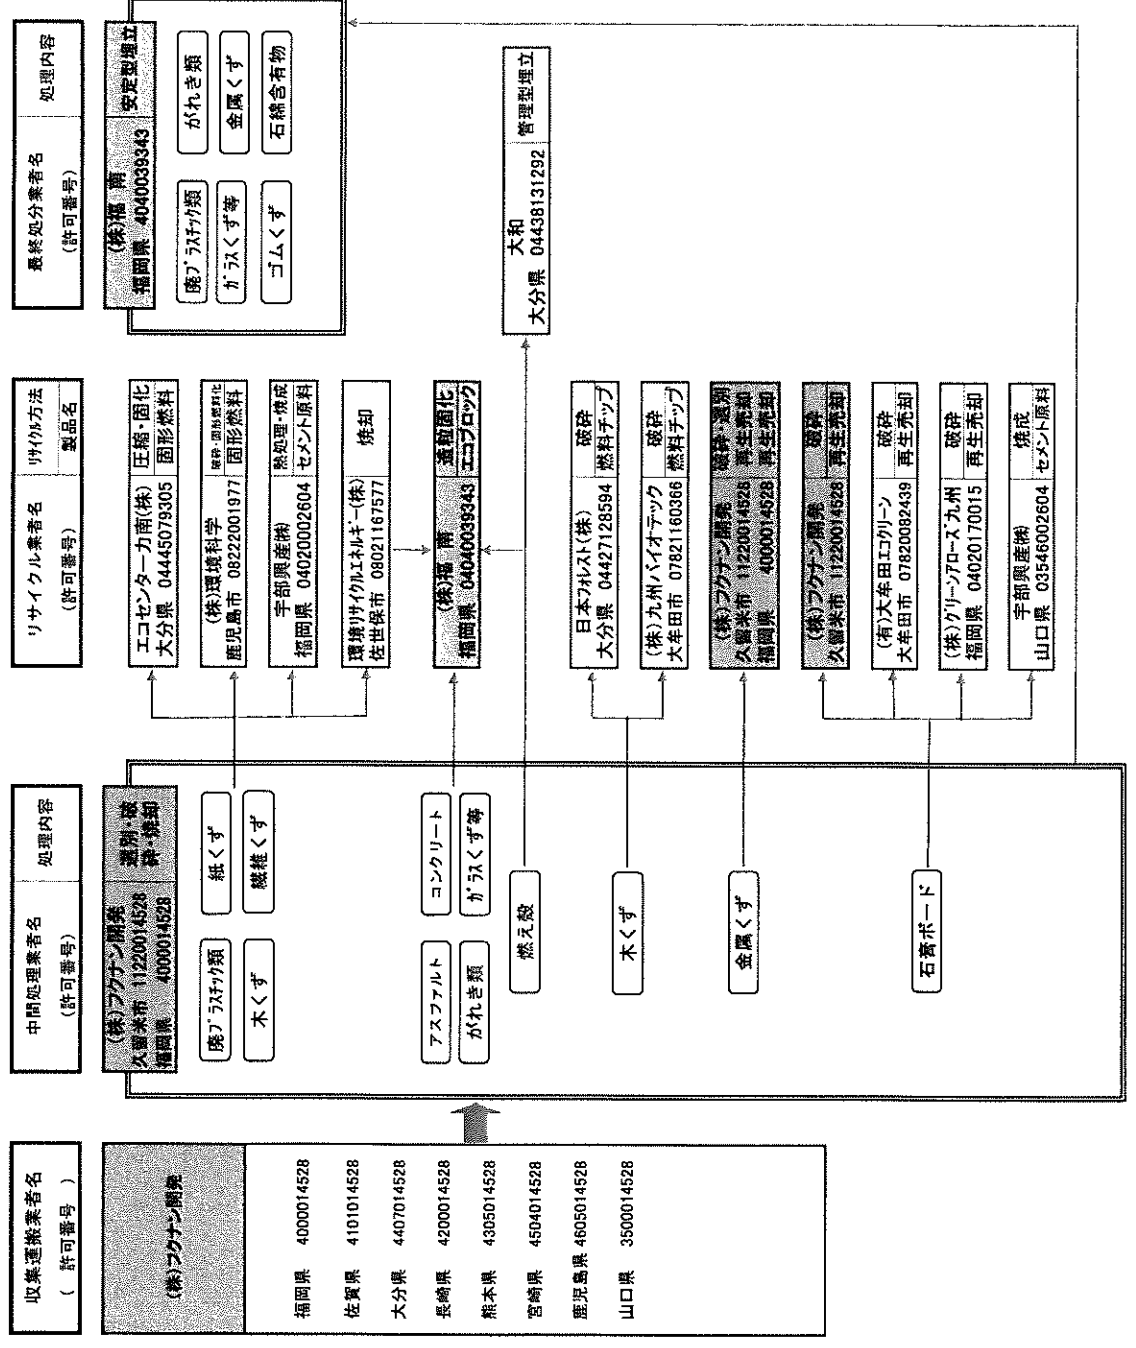 収集運搬業者名
( 許可番号 )
(株)フクナン開発
福岡県 4000014528
佐賀県 4101014528
大分県 4407014528
長崎県 4200014528
熊本県 4305014528
宮崎県 4504014528
鹿児島県 4605014528
山口県 3500014528
中間処理業者名
(許可番号)
処理内容
(株)フクナン開発
久留米市 11220014528
福岡県 4000014528
選別・破
砕・焼却
廃プラスチック類
紙くず
木くず
繊維くず
アスファルト
コンクリート
がれき類
ガラスくず等
燃え殻
木くず
金属くず
石膏ボード
リサイクル業者名
(許可番号)
リサイクル方法
製品名
エコセンター力南(株)
大分県 04445079305
圧縮・固化
固形燃料
(株)環境科学
鹿児島市 08222001977
破砕・固形燃料化
固形燃料
宇部興産㈱
福岡県 04020002604
熱処理・焼成
セメント原料
環境リサイクルエネルギー(株)
佐世保市 08021167577
焼却
(株)福 南
福岡県 04040039343
造粒固化
エコブロック
日本フォレスト(株)
大分県 04427128594
破砕
燃料チップ
(株)九州バイオテック
大牟田市 07821160366
破砕
燃料チップ
(株)フクナン開発
久留米市 11220014528
福岡県 4000014528
破砕・選別
再生売却
再生売却
(株)フクナン開発
久留米市 11220014528
破砕
再生売却
(有)大牟田エコクリーン
大牟田市 07820082439
破砕
再生売却
(株)グリーンアローズ九州
福岡県 04020170015
破砕
再生売却
宇部興産㈱
山口県 03546002604
焼成
セメント原料
最終処分業者名
(許可番号)
処理内容
(株)福 南
福岡県 4040039343
安定型埋立
廃プラスチック類
がれき類
ガラスくず等
金属くず
ゴムくず
石綿含有物
大和
大分県 04438131292
管理型埋立